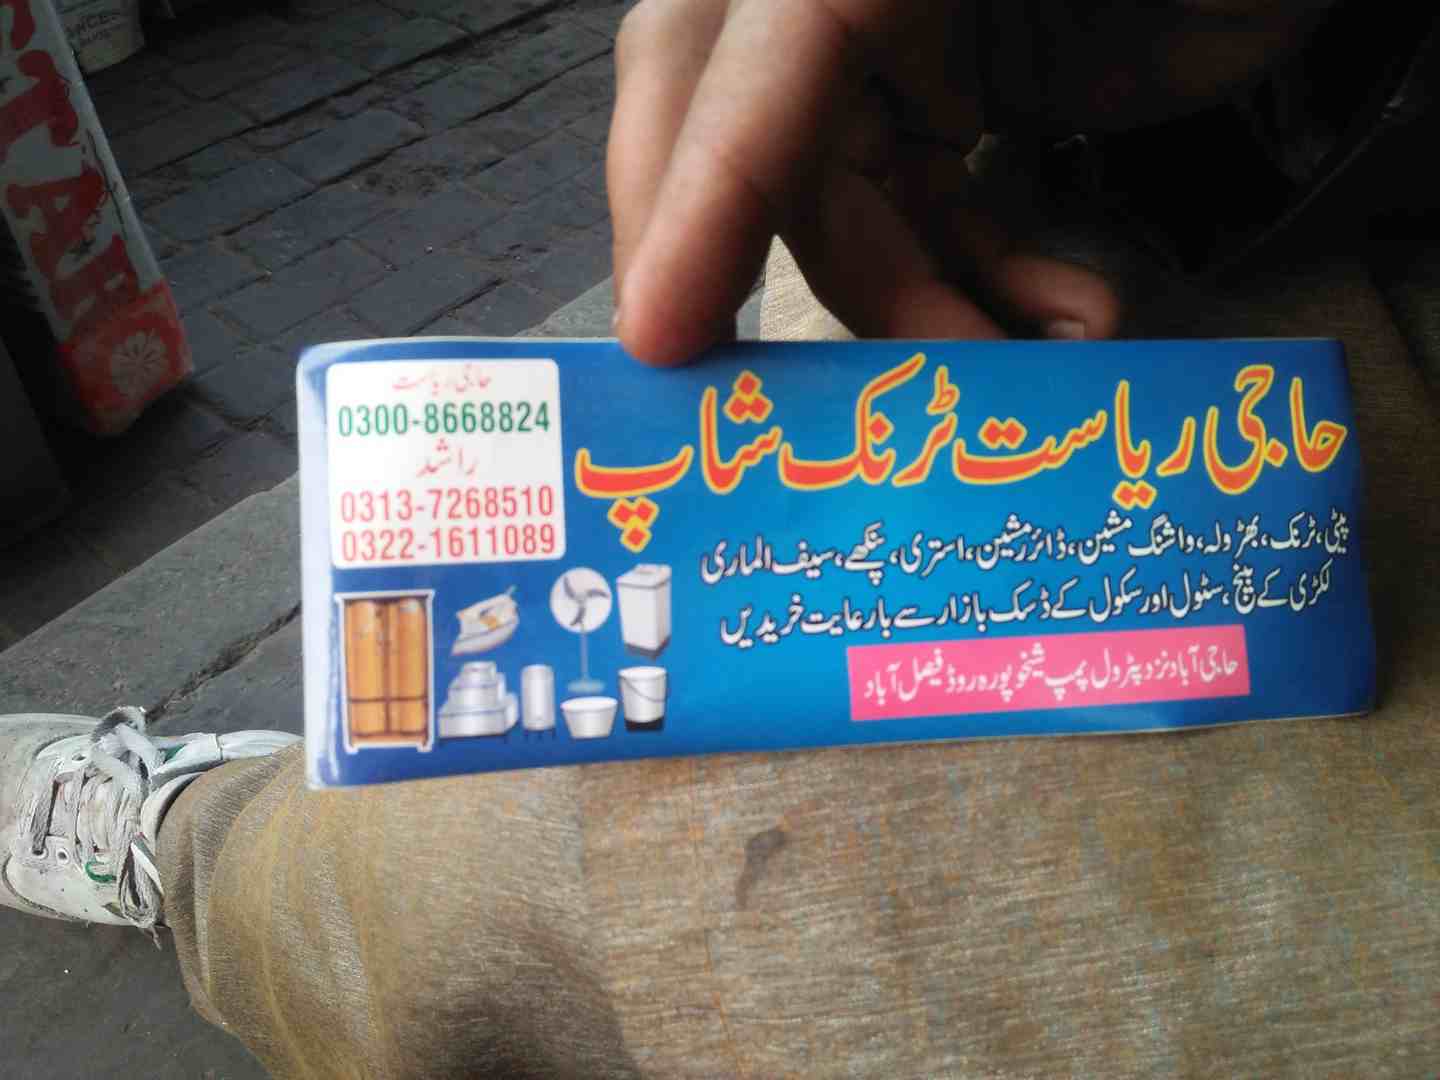 حاجی ریاست ٹرنک شاپ
پیٹی، ٹرنک، بھڑولہ، واشنگ مشین، ڈائر مشین، استری، پنکھے، سیف الماری
لکڑی کے بینچ، سٹول اور سکول کے ڈسک بازار سے بارعایت خریدیں
حاجی آباد نزد پٹرول پمپ شیخوپورہ روڈ فیصل آباد
حاجی ریاست
0300-8668824
راشد
0313-7268510
0322-1611089